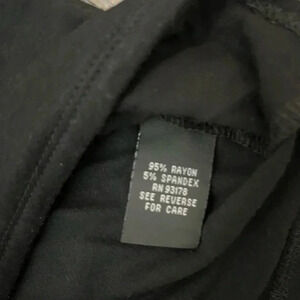 95% RAYON
5% SPANDEX
RN 93178
SEE REVERSE
FOR CARE